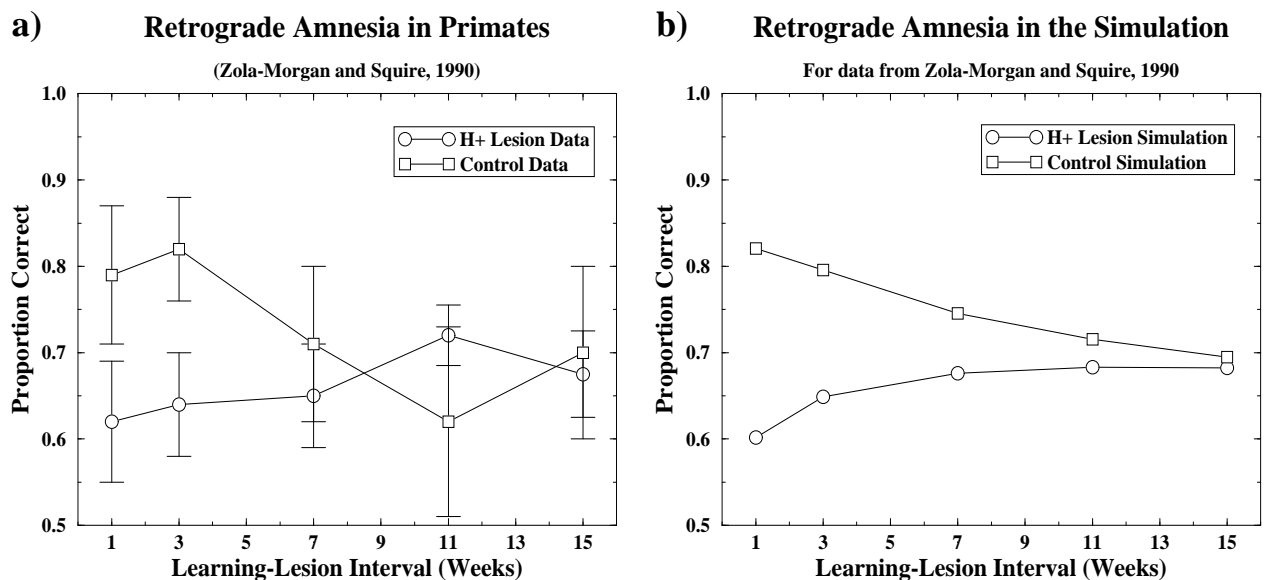 a) Retrograde Amnesia in Primates
(Zola-Morgan and Squire, 1990)
1.0
0.9
0.8
0.7
0.6
0.5
Proportion Correct
H+ Lesion Data
Control Data
1 3 5 7 9 11 13 15
Learning-Lesion Interval (Weeks)
b) Retrograde Amnesia in the Simulation
For data from Zola-Morgan and Squire, 1990
1.0
0.9
0.8
0.7
0.6
0.5
Proportion Correct
H+ Lesion Simulation
Control Simulation
1 3 5 7 9 11 13 15
Learning-Lesion Interval (Weeks)